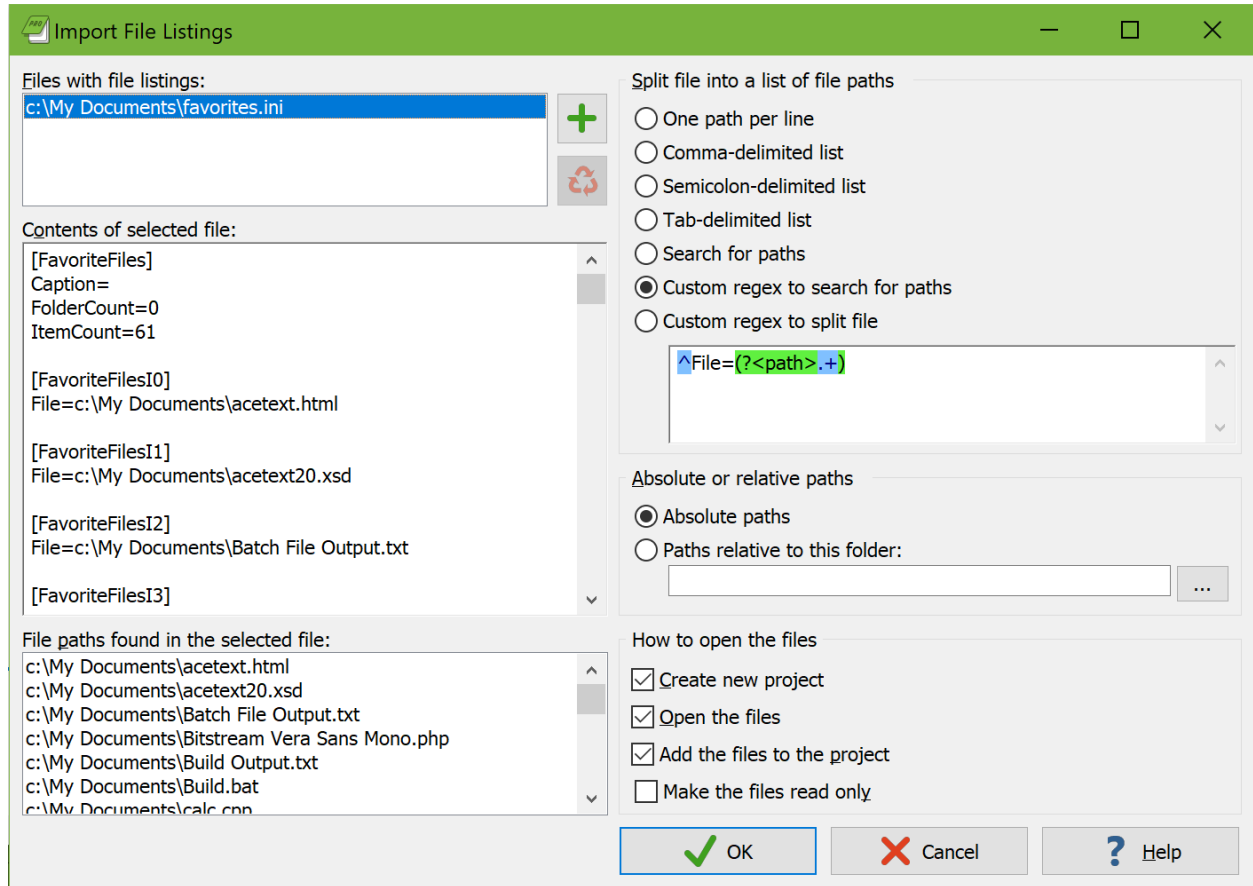 Import File Listings
Files with file listings:
c:\My Documents\favorites.ini
Contents of selected file:
[FavoriteFiles]
Caption=
FolderCount=0
ItemCount=61
[FavoriteFilesI0]
File=c:\My Documents\acetext.html
[FavoriteFilesI1]
File=c:\My Documents\acetext20.xsd
[FavoriteFilesI2]
File=c:\My Documents\Batch File Output.txt
[FavoriteFilesI3]
File paths found in the selected file:
c:\My Documents\acetext.html
c:\My Documents\acetext20.xsd
c:\My Documents\Batch File Output.txt
c:\My Documents\Bitstream Vera Sans Mono.php
c:\My Documents\Build Output.txt
c:\My Documents\Build.bat
c:\My Documents\calc.cpp
Split file into a list of file paths
One path per line
Comma-delimited list
Semicolon-delimited list
Tab-delimited list
Search for paths
Custom regex to search for paths
Custom regex to split file
^File=(?<path>.+)
Absolute or relative paths
Absolute paths
Paths relative to this folder:
...
How to open the files
Create new project
Open the files
Add the files to the project
Make the files read only
OK
Cancel
? Help